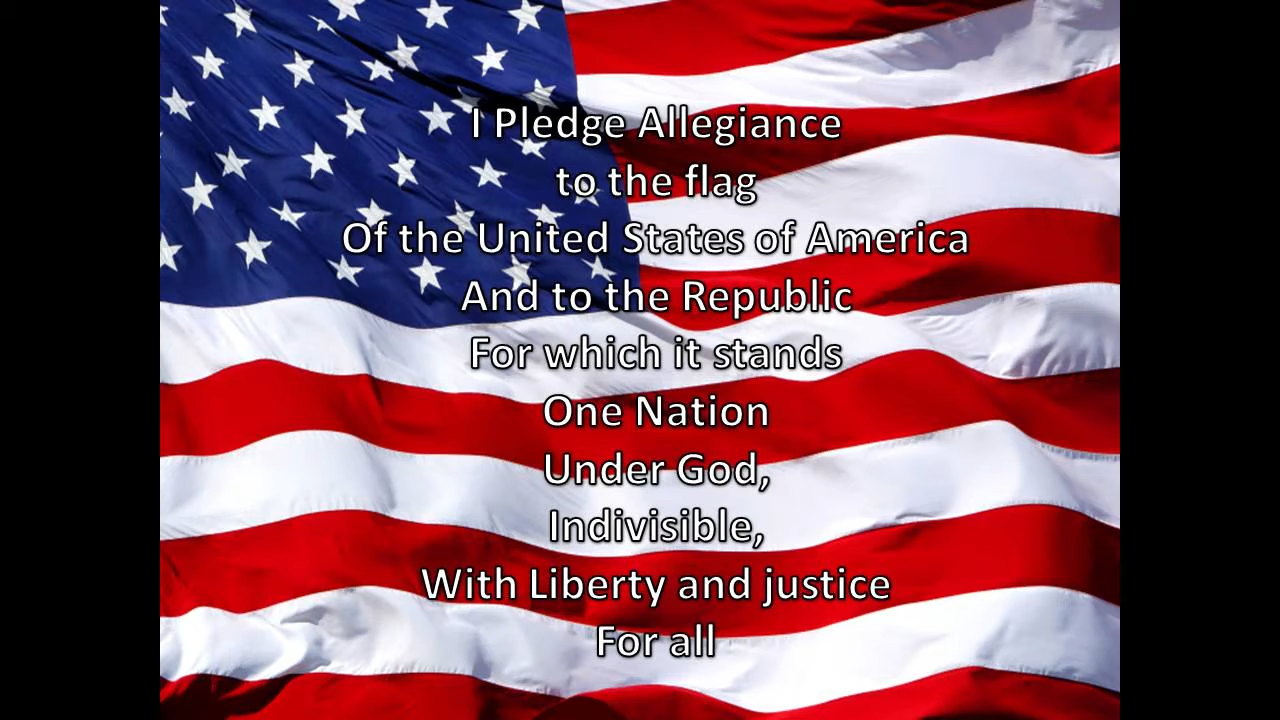 I Pledge Allegiance
to the flag
Of the United States of America
And to the Republic
For which it stands
One Nation
Under God,
Indivisible,
With Liberty and justice
For all